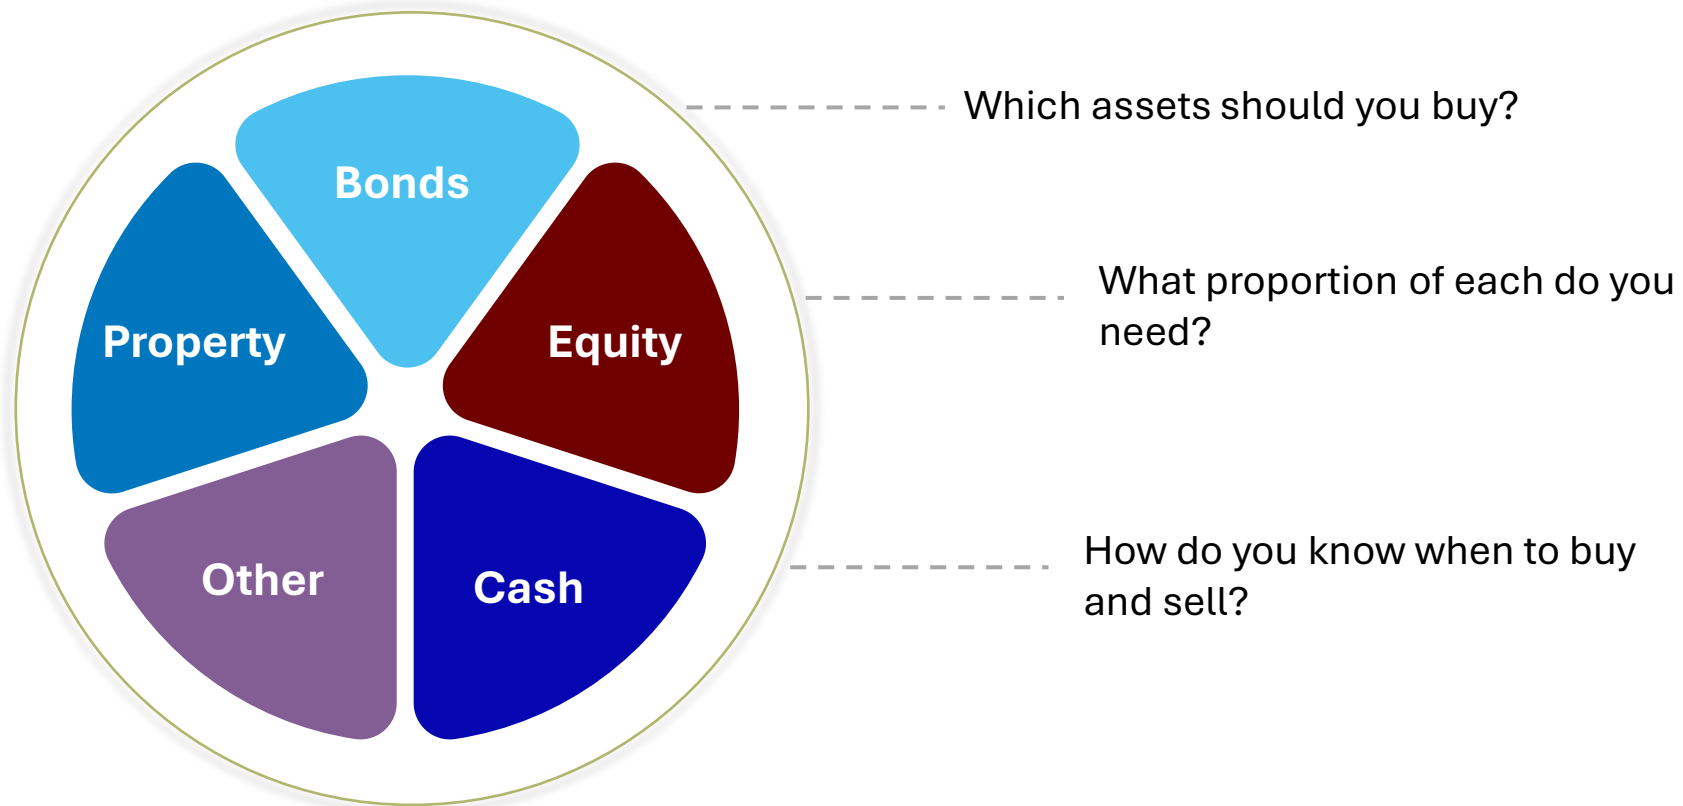 Which assets should you buy?
Bonds
What proportion of each do you
need?
Property
Equity
How do you know when to buy
and sell?
Other
Cash